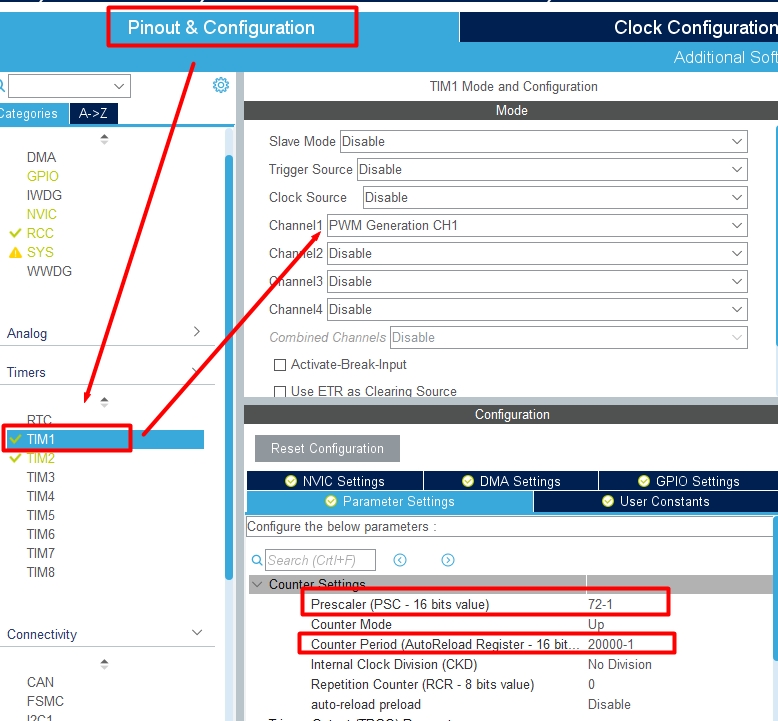 Pinout & Configuration
Clock Configuration
Additional Soft
Categories
A->Z
DMA
GPIO
IWDG
NVIC
RCC
SYS
WWDG
Analog
Timers
RTC
TIM1
TIM2
TIM3
TIM4
TIM5
TIM6
TIM7
TIM8
Connectivity
CAN
FSMC
I2C1
TIM1 Mode and Configuration
Mode
Slave Mode Disable
Trigger Source Disable
Clock Source Disable
Channel1 PWM Generation CH1
Channel2 Disable
Channel3 Disable
Channel4 Disable
Combined Channels Disable
Activate-Break-Input
Use ETR as Clearing Source
Configuration
Reset Configuration
NVIC Settings
DMA Settings
GPIO Settings
Parameter Settings
User Constants
Configure the below parameters :
Search (Crtl+F)
Counter Settings
Prescaler (PSC - 16 bits value) 72-1
Counter Mode Up
Counter Period (AutoReload Register - 16 bit... 20000-1
Internal Clock Division (CKD) No Division
Repetition Counter (RCR - 8 bits value) 0
auto-reload preload Disable